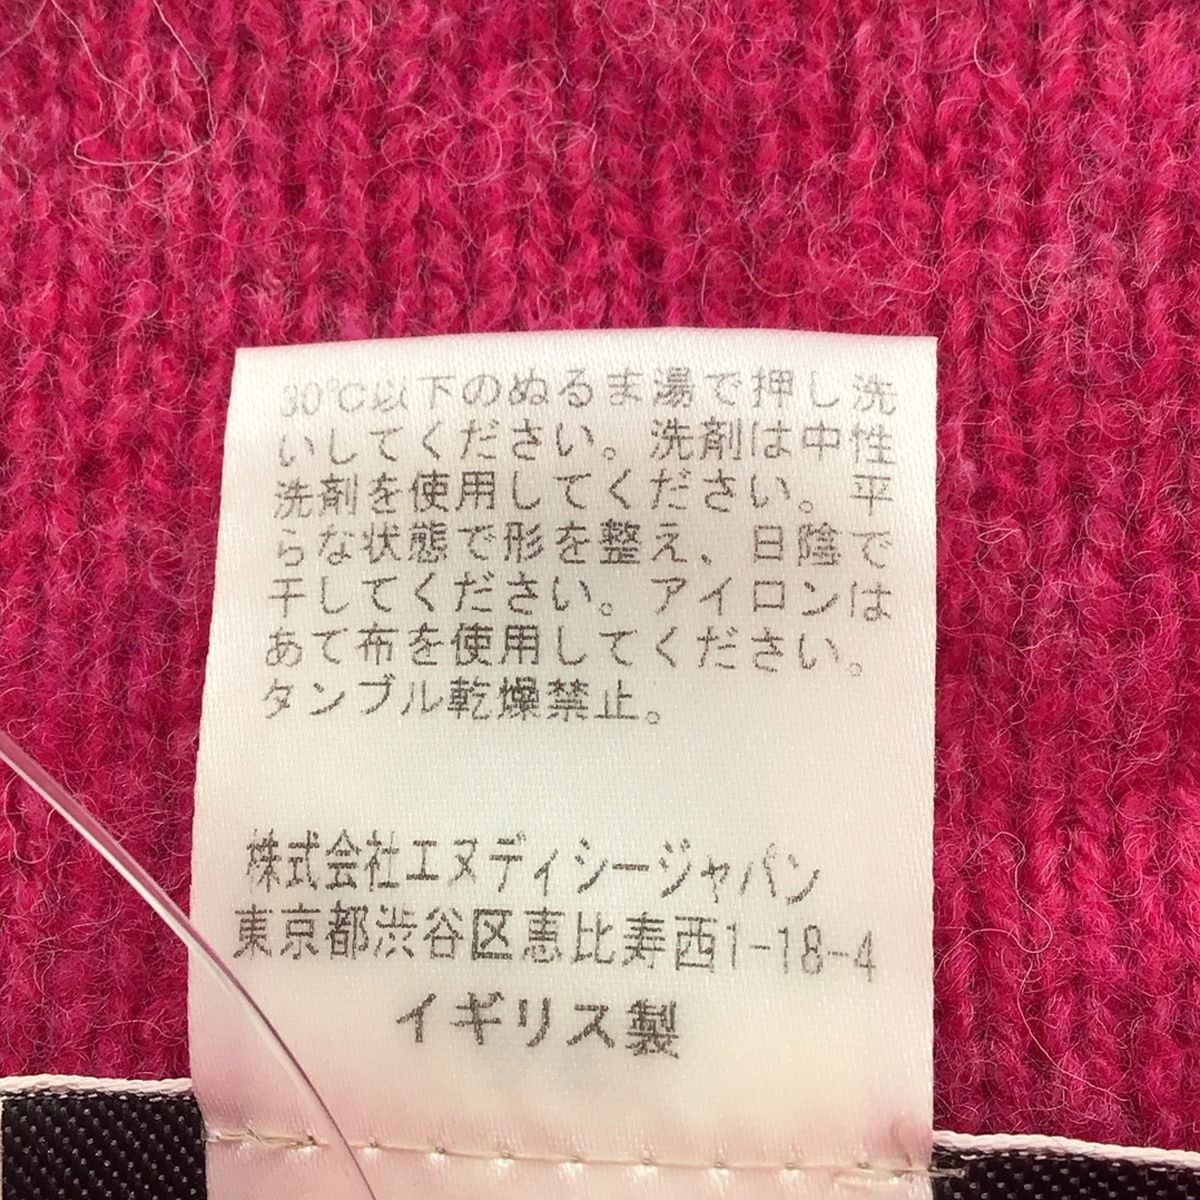 30℃以下のぬるま湯で押し洗
いしてください。洗剤は中性
洗剤を使用してください。平
らな状態で形を整え、日陰で
干してください。アイロンは
あて布を使用してください。
タンブル乾燥禁止。
株式会社エヌディシージャパン
東京都渋谷区恵比寿西1-18-4
イギリス製